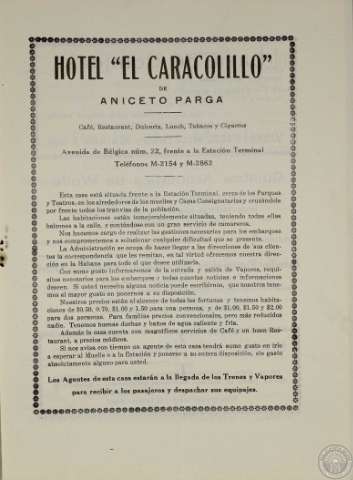 HOTEL "EL CARACOLILLO"
DE
ANICETO PARGA
Café, Restaurant, Dulcería, Lunch, Tabacos y Cigarros
Avenida de Bélgica núm. 22, frente a la Estación Terminal
Teléfonos M-2154 y M-2862
Esta casa está situada frente a la Estación Terminal, cerca de los Parques
y Teatros, en los alrededores de los muelles y Casas Consignatarias y cruzándole
por frente todos los tranvías de la población.
Las habitaciones están inmejorablemente situadas, teniendo todas ellas
balcones a la calle, y contándose con un gran servicio de camareros.
Nos hacemos cargo de realizar las gestiones necesarias para los embarques
y nos comprometemos a solucionar cualquier dificultad que se presente.
La Administración se ocupa de hacer llegar a las direcciones de sus clien-
tes la correspondencia que les remitan, en tal virtud ofrecemos nuestra direc-
ción en la Habana para todo el que desee utilizarla.
Con sumo gusto informaremos de la entrada y salida de Vapores, requi-
sitos necesarios para los embarques y todas cuantas noticias e informaciones
deseen. Si usted necesita alguna noticia puede escribirnos, que nosotros tene-
mos el mayor gusto en ponernos a su disposición.
Nuestros precios están al alcance de todas las fortunas y tenemos habita-
ciones de $0.50, 0.70, $1.00 y 1.50 para una persona, y de $1.00, $1.50 y $2.00
para dos personas. Para familias precios convencionales, pero más reducidos
nadie. Tenemos buenas duchas y baños de agua caliente y fría.
Además la casa cuenta con magníficos servicios de Café y un buen Res-
taurant, a precios módicos.
Si nos avisa con tiempo un agente de esta casa tendrá sumo gusto en irle
a esperar al Muelle o a la Estación y ponerse a su entera disposición, sin gasto
absolutamente alguno para usted.
Los Agentes de esta casa estarán a la llegada de los Trenes y Vapores
para recibir a los pasajeros y despachar sus equipajes.